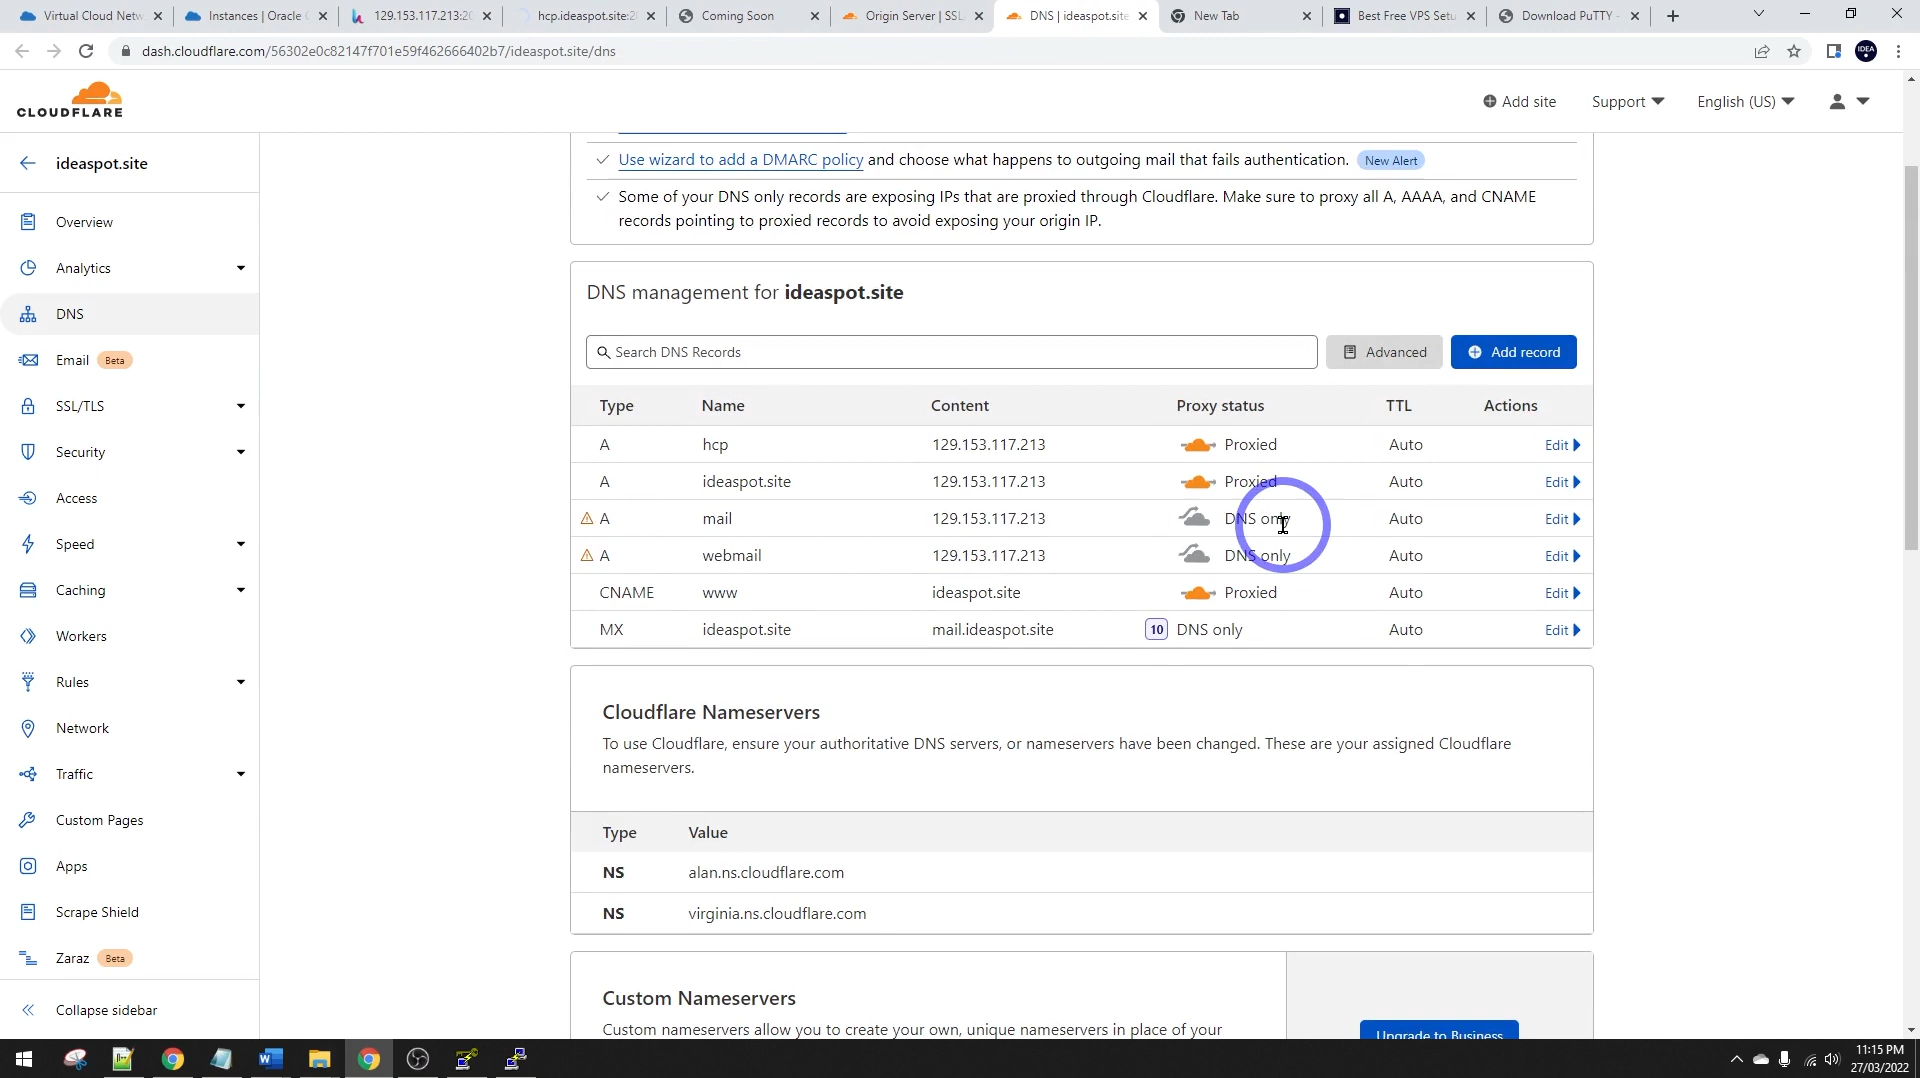 Virtual Cloud Netw
Instances | Oracle C
129.153.117.213:20
hcp.ideaspot.site:2
Coming Soon
Origin Server | SSL
DNS | ideaspot.site
New Tab
Best Free VPS Setu
Download PuTTY -
dash.cloudflare.com/56302e0c82147f701e59f462666402b7/ideaspot.site/dns
IDEA
CLOUDFLARE
Add site
Support
English (US)
ideaspot.site
Overview
Analytics
DNS
Email Beta
SSL/TLS
Security
Access
Speed
Caching
Workers
Rules
Network
Traffic
Custom Pages
Apps
Scrape Shield
Zaraz Beta
Collapse sidebar
Use wizard to add a DMARC policy and choose what happens to outgoing mail that fails authentication. New Alert
Some of your DNS only records are exposing IPs that are proxied through Cloudflare. Make sure to proxy all A, AAAA, and CNAME
records pointing to proxied records to avoid exposing your origin IP.
DNS management for ideaspot.site
Search DNS Records
Advanced
Add record
Type Name Content Proxy status TTL Actions
A hcp 129.153.117.213 Proxied Auto Edit
A ideaspot.site 129.153.117.213 Proxied Auto Edit
A mail 129.153.117.213 DNS only Auto Edit
A webmail 129.153.117.213 DNS only Auto Edit
CNAME www ideaspot.site Proxied Auto Edit
MX ideaspot.site mail.ideaspot.site 10 DNS only Auto Edit
Cloudflare Nameservers
To use Cloudflare, ensure your authoritative DNS servers, or nameservers have been changed. These are your assigned Cloudflare
nameservers.
Type Value
NS alan.ns.cloudflare.com
NS virginia.ns.cloudflare.com
Custom Nameservers
Custom nameservers allow you to create your own, unique nameservers in place of your
Upgrade to Business
11:15 PM
27/03/2022